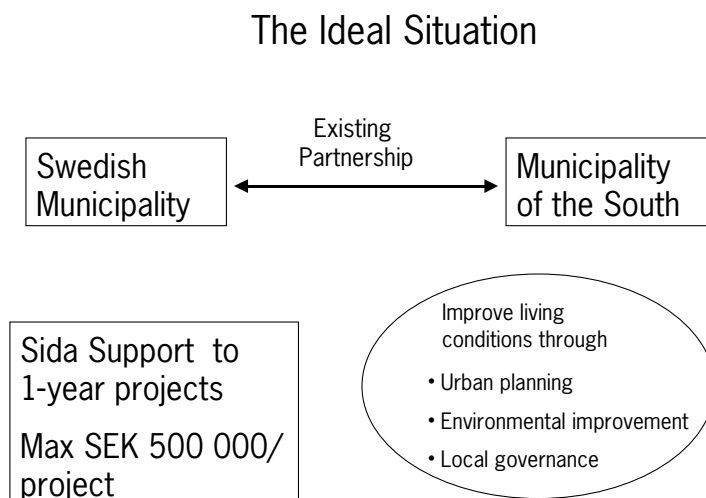 The Ideal Situation
Existing
Partnership
Swedish
Municipality
Municipality
of the South
Sida Support to
1-year projects
Max SEK 500 000/
project
Improve living
conditions through
• Urban planning
• Environmental improvement
• Local governance